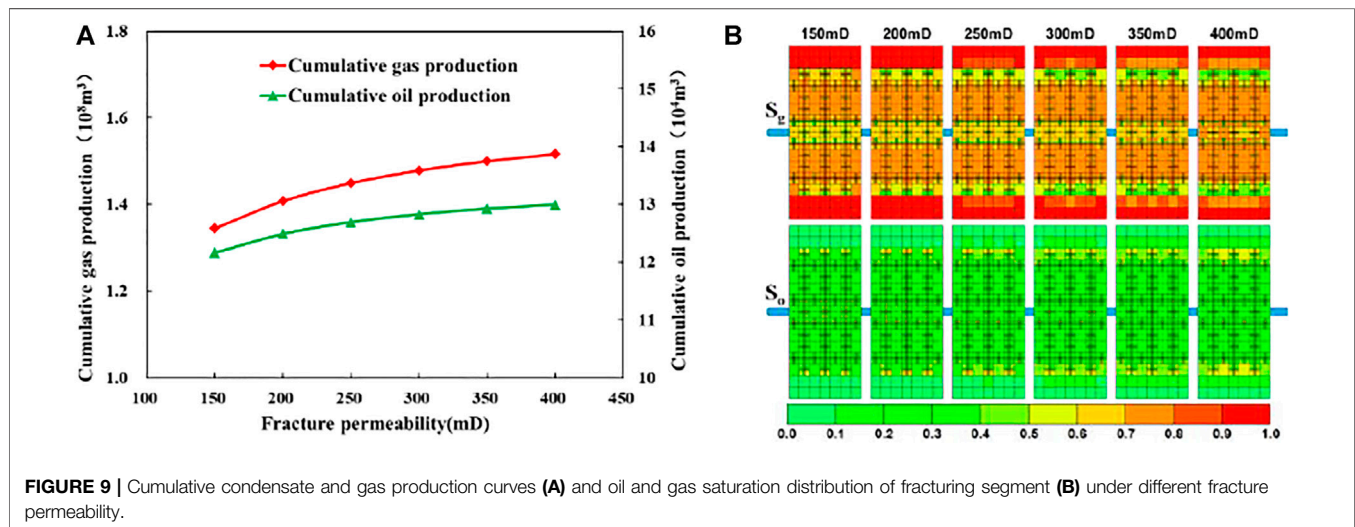 A
Cumulative gas production（10⁸m³）
1.8
1.6
1.4
1.2
1.0
Cumulative gas production
Cumulative oil production
16
15
14
13
12
11
10
Cumulative oil production（10⁴m³）
100 150 200 250 300 350 400 450
Fracture permeability(mD)
B
150mD 200mD 250mD 300mD 350mD 400mD
Sg
So
0.0 0.1 0.2 0.3 0.4 0.5 0.6 0.7 0.8 0.9 1.0
FIGURE 9 | Cumulative condensate and gas production curves (A) and oil and gas saturation distribution of fracturing segment (B) under different fracture
permeability.